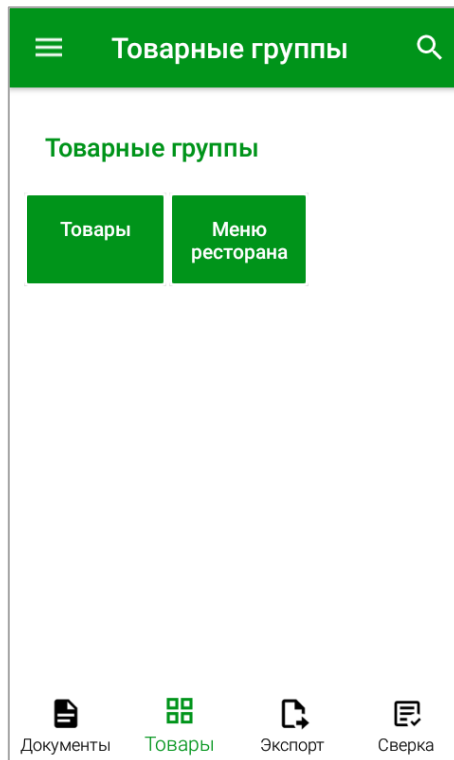 Товарные группы
Товарные группы
Товары
Меню
ресторана
Документы
Товары
Экспорт
Сверка